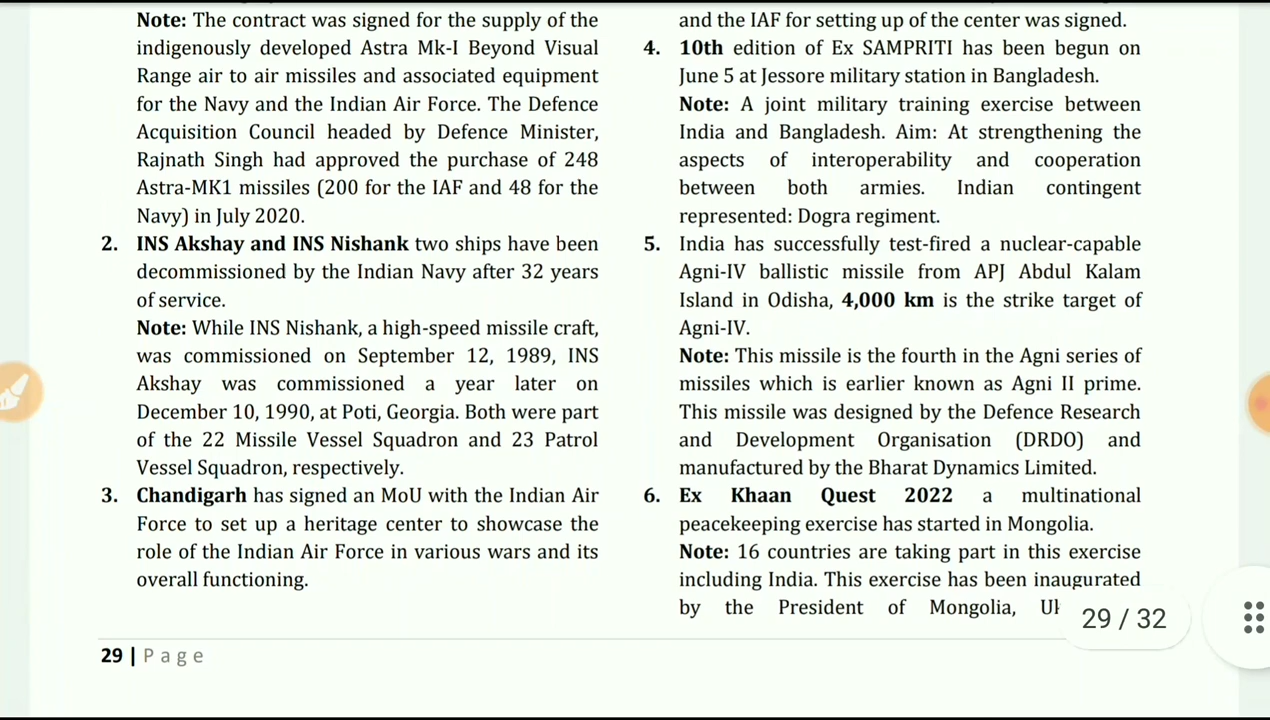 Note: The contract was signed for the supply of the
indigenously developed Astra Mk-I Beyond Visual
Range air to air missiles and associated equipment
for the Navy and the Indian Air Force. The Defence
Acquisition Council headed by Defence Minister,
Rajnath Singh had approved the purchase of 248
Astra-MK1 missiles (200 for the IAF and 48 for the
Navy) in July 2020.
2. INS Akshay and INS Nishank two ships have been
decommissioned by the Indian Navy after 32 years
of service.
Note: While INS Nishank, a high-speed missile craft,
was commissioned on September 12, 1989, INS
Akshay was commissioned a year later on
December 10, 1990, at Poti, Georgia. Both were part
of the 22 Missile Vessel Squadron and 23 Patrol
Vessel Squadron, respectively.
3. Chandigarh has signed an MoU with the Indian Air
Force to set up a heritage center to showcase the
role of the Indian Air Force in various wars and its
overall functioning.
and the IAF for setting up of the center was signed.
4. 10th edition of Ex SAMPRITI has been begun on
June 5 at Jessore military station in Bangladesh.
Note: A joint military training exercise between
India and Bangladesh. Aim: At strengthening the
aspects of interoperability and cooperation
between both armies. Indian contingent
represented: Dogra regiment.
5. India has successfully test-fired a nuclear-capable
Agni-IV ballistic missile from APJ Abdul Kalam
Island in Odisha, 4,000 km is the strike target of
Agni-IV.
Note: This missile is the fourth in the Agni series of
missiles which is earlier known as Agni II prime.
This missile was designed by the Defence Research
and Development Organisation (DRDO) and
manufactured by the Bharat Dynamics Limited.
6. Ex Khaan Quest 2022 a multinational
peacekeeping exercise has started in Mongolia.
Note: 16 countries are taking part in this exercise
including India. This exercise has been inaugurated
by the President of Mongolia,
29 / 32
29 | Page